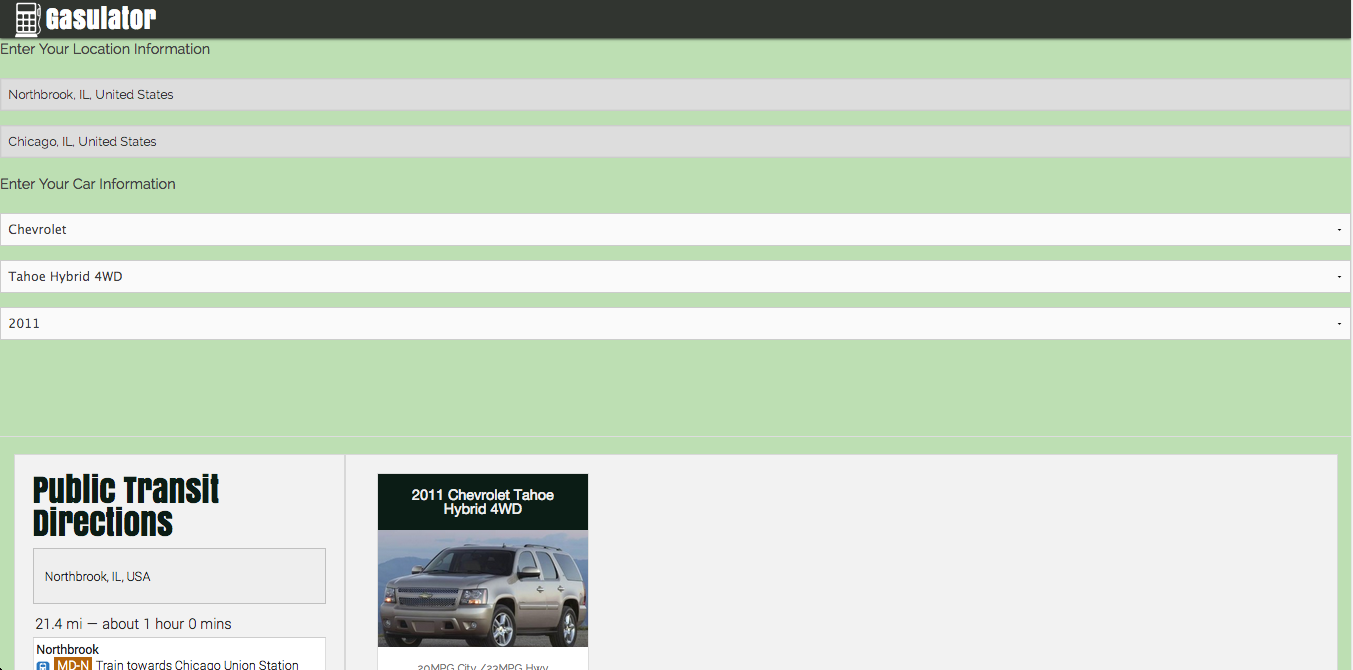 Gasulator
Enter Your Location Information
Northbrook, IL, United States
Chicago, IL, United States
Enter Your Car Information
Chevrolet
Tahoe Hybrid 4WD
2011
Public Transit
Directions
Northbrook, IL, USA
21.4 mi — about 1 hour 0 mins
Northbrook
MD-N Train towards Chicago Union Station
2011 Chevrolet Tahoe
Hybrid 4WD
20MPG City /23MPG Hwy